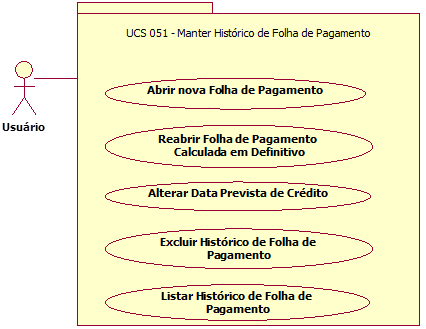 UCS 051 - Manter Histórico de Folha de Pagamento
Abrir nova Folha de Pagamento
Usuário
Reabrir Folha de Pagamento
Calculada em Definitivo
Alterar Data Prevista de Crédito
Excluir Histórico de Folha de
Pagamento
Listar Histórico de Folha de
Pagamento